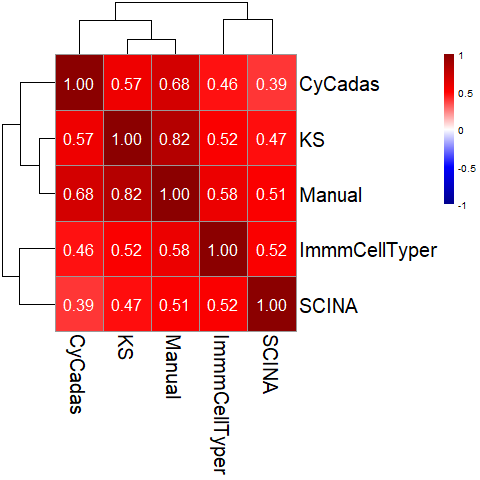 1.00 0.57 0.68 0.46 0.39 CyCadas
0.57 1.00 0.82 0.52 0.47 KS
0.68 0.82 1.00 0.58 0.51 Manual
0.46 0.52 0.58 1.00 0.52 ImmmCellTyper
0.39 0.47 0.51 0.52 1.00 SCINA
CyCadas
KS
Manual
ImmmCellTyper
SCINA
1
0.5
0
-0.5
-1